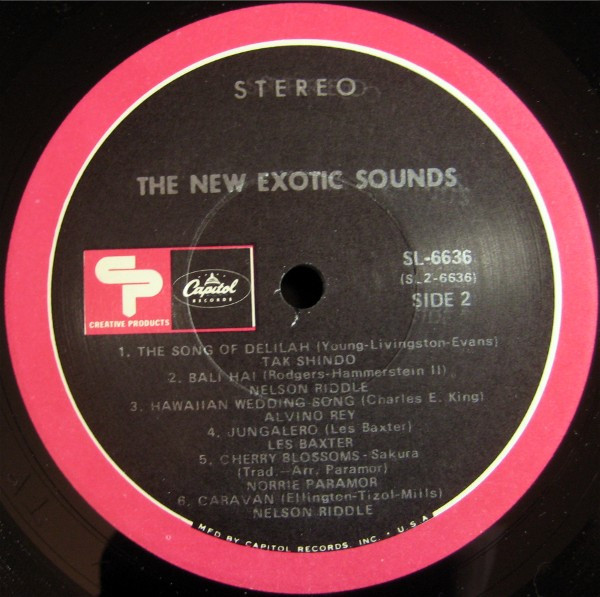 STEREO
THE NEW EXOTIC SOUNDS
SL-6636
(SL2-6636)
SIDE 2
CP
CREATIVE PRODUCTS
Capitol
RECORDS
1. THE SONG OF DELILAH (Young-Livingston-Evans)
TAK SHINDO
2. BALI HAI (Rodgers-Hammerstein II)
NELSON RIDDLE
3. HAWAIIAN WEDDING SONG (Charles E. King)
ALVINO REY
4. JUNGALERO (Les Baxter)
LES BAXTER
5. CHERRY BLOSSOMS-Sakura
(Trad.-Arr. Paramor)
NORRIE PARAMOR
6. CARAVAN (Ellington-Tizol-Mills)
NELSON RIDDLE
MFD BY CAPITOL RECORDS, INC. • U.S.A.